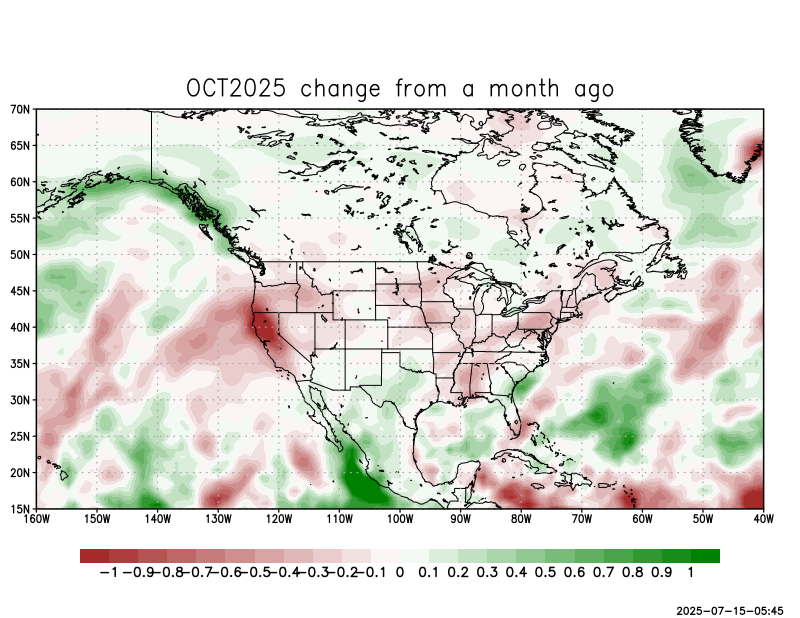 OCT2025 change from a month ago
70N
65N
60N
55N
50N
45N
40N
35N
30N
25N
20N
15N
160W 150W 140W 130W 120W 110W 100W 90W 80W 70W 60W 50W 40W
-1 -0.9 -0.8 -0.7 -0.6 -0.5 -0.4 -0.3 -0.2 -0.1 0 0.1 0.2 0.3 0.4 0.5 0.6 0.7 0.8 0.9 1
2025-07-15-05:45